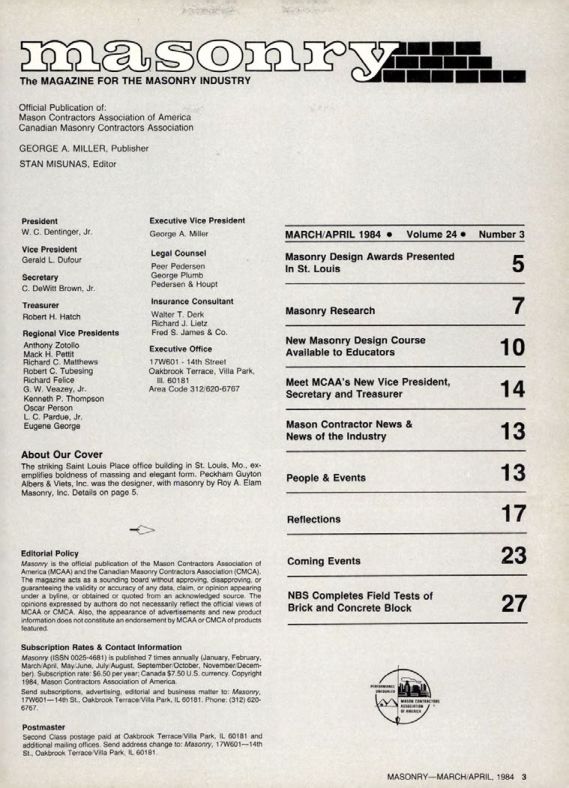 masonry
The MAGAZINE FOR THE MASONRY INDUSTRY
Official Publication of:
Mason Contractors Association of America
Canadian Masonry Contractors Association
GEORGE A. MILLER, Publisher
STAN MISUNAS, Editor
President
W. C. Dentinger, Jr.
Vice President
Gerald L. Dufour
Secretary
C. DeWitt Brown, Jr.
Treasurer
Robert H. Hatch
Regional Vice Presidents
Anthony Zotollo
Mack H. Pettit
Richard C. Matthews
Robert C. Tubesing
Richard Felice
G. W. Veazey, Jr.
Kenneth P. Thompson
Oscar Person
L. C. Pardue, Jr.
Eugene George
Executive Vice President
George A. Miller
Legal Counsel
Peer Pedersen
George Plumb
Pedersen & Houpt
Insurance Consultant
Walter T. Derk
Richard J. Lietz
Fred S. James & Co.
Executive Office
17W601 - 14th Street
Oakbrook Terrace, Villa Park,
Ill. 60181
Area Code 312/620-6767
About Our Cover
The striking Saint Louis Place office building in St. Louis, Mo., ex-
emplifies boldness of massing and elegant form. Peckham Guyton
Albers & Viets, Inc. was the designer, with masonry by Roy A. Elam
Masonry, Inc. Details on page 5.
Editorial Policy
Masonry is the official publication of the Mason Contractors Association of
America (MCAA) and the Canadian Masonry Contractors Association (CMCA).
The magazine acts as a sounding board without approving, disapproving, or
guaranteeing the validity or accuracy of any data, claim, or opinion appearing
under a byline, or obtained or quoted from an acknowledged source. The
opinions expressed by authors do not necessarily reflect the official views of
MCAA or CMCA. Also, the appearance of advertisements and new product
information does not constitute an endorsement by MCAA or CMCA of products
featured.
Subscription Rates & Contact Information
Masonry (ISSN 0025-4681) is published 7 times annually (January, February,
March/April, May/June, July/August, September/October, November/Decem-
ber). Subscription rate: $6.50 per year; Canada $7.50 U.S. currency. Copyright
1984, Mason Contractors Association of America.
Send subscriptions, advertising, editorial and business matter to: Masonry,
17W601—14th St., Oakbrook Terrace/Villa Park, IL 60181. Phone: (312) 620-
6767.
Postmaster
Second Class postage paid at Oakbrook Terrace/Villa Park, IL 60181 and
additional mailing offices. Send address change to: Masonry, 17W601—14th
St., Oakbrook Terrace/Villa Park, IL 60181.
MARCH/APRIL 1984 ● Volume 24 ● Number 3
Masonry Design Awards Presented
In St. Louis 5
Masonry Research 7
New Masonry Design Course
Available to Educators 10
Meet MCAA's New Vice President,
Secretary and Treasurer 14
Mason Contractor News &
News of the Industry 13
People & Events 13
Reflections 17
Coming Events 23
NBS Completes Field Tests of
Brick and Concrete Block 27
MASON CONTRACTORS
ASSOCIATION
OF AMERICA
MASONRY—MARCH/APRIL, 1984 3